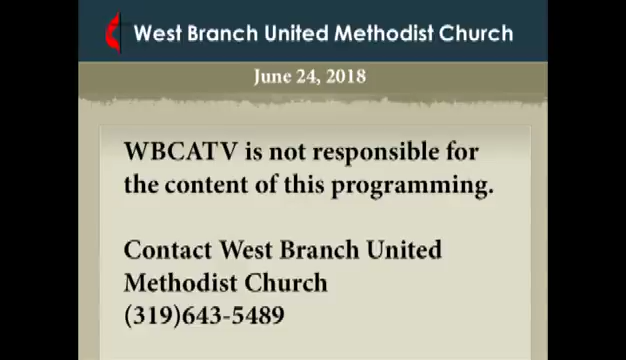 West Branch United Methodist Church
June 24, 2018
WBCATV is not responsible for
the content of this programming.
Contact West Branch United
Methodist Church
(319)643-5489